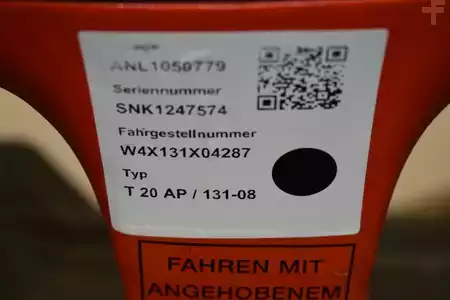 ANL1050779
Seriennummer
SNK1247574
Fahrgestellnummer
W4X131X04287
Typ
T 20 AP / 131-08
FAHREN MIT
ANGEHOBENEM